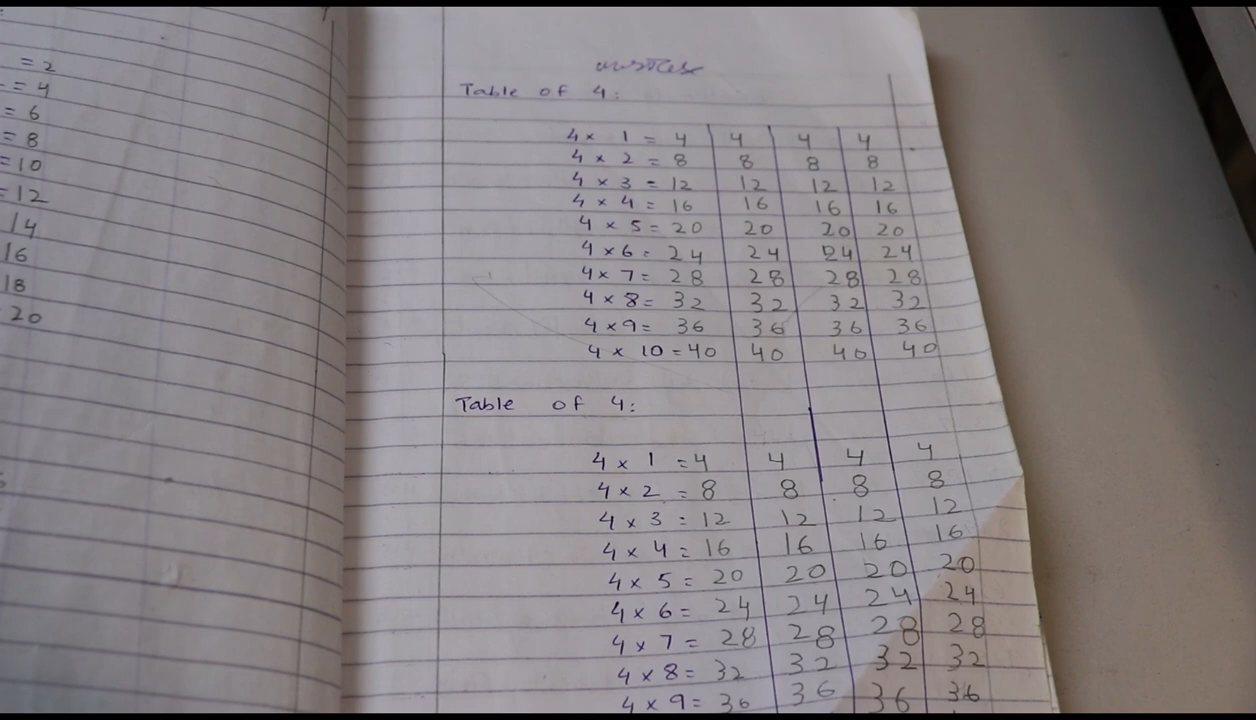 = 2
= 4
= 6
= 8
= 10
= 12
14
16
18
20
Table of 4:
4 × 1 = 4 4 4 4
4 × 2 = 8 8 8 8
4 × 3 = 12 12 12 12
4 × 4 = 16 16 16 16
4 × 5 = 20 20 20 20
4 × 6 = 24 24 24 24
4 × 7 = 28 28 28 28
4 × 8 = 32 32 32 32
4 × 9 = 36 36 36 36
4 × 10 = 40 40 40 40
Table of 4:
4 × 1 = 4 4 4 4
4 × 2 = 8 8 8 8
4 × 3 = 12 12 12 12
4 × 4 = 16 16 16 16
4 × 5 = 20 20 20 20
4 × 6 = 24 24 24 24
4 × 7 = 28 28 28 28
4 × 8 = 32 32 32 32
4 × 9 = 36 36 36 36